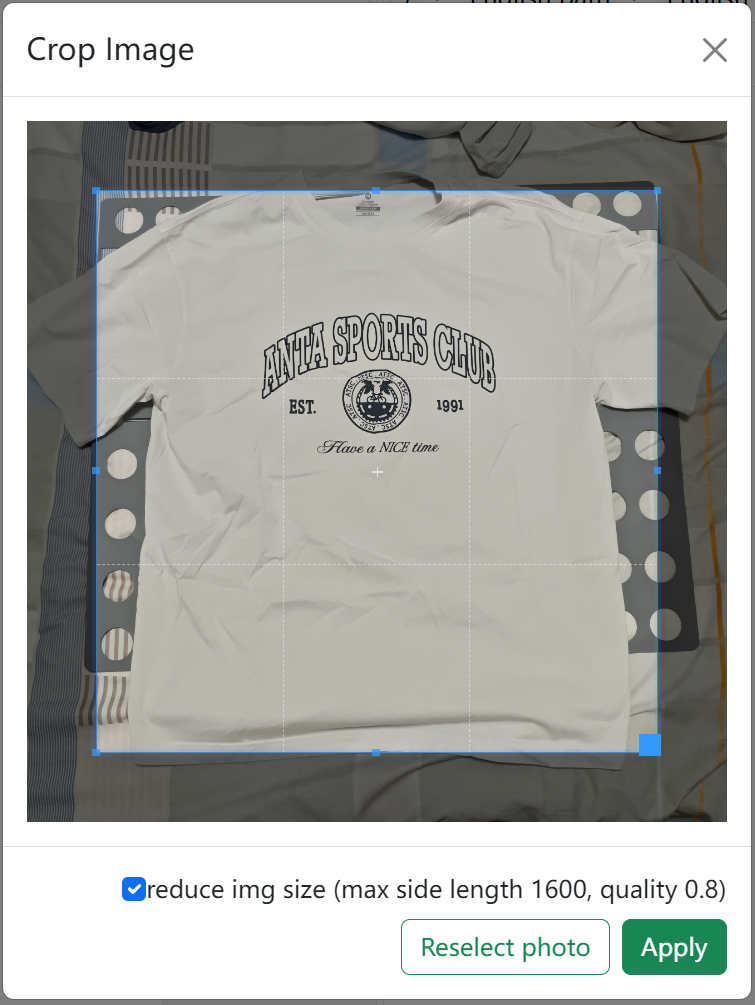 Crop Image
ANTA SPORTS CLUB
EST.
1991
Have a NICE time
reduce img size (max side length 1600, quality 0.8)
Reselect photo
Apply